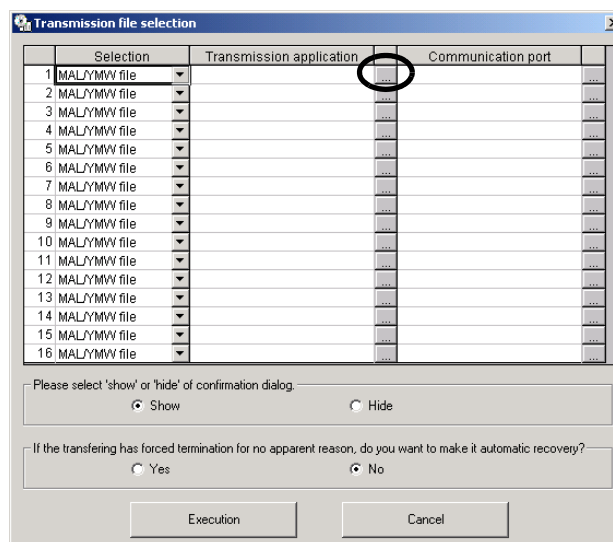 Transmission file selection
Selection Transmission application Communication port
1 MAL/YMW file ... ...
2 MAL/YMW file ... ...
3 MAL/YMW file ... ...
4 MAL/YMW file ... ...
5 MAL/YMW file ... ...
6 MAL/YMW file ... ...
7 MAL/YMW file ... ...
8 MAL/YMW file ... ...
9 MAL/YMW file ... ...
10 MAL/YMW file ... ...
11 MAL/YMW file ... ...
12 MAL/YMW file ... ...
13 MAL/YMW file ... ...
14 MAL/YMW file ... ...
15 MAL/YMW file ... ...
16 MAL/YMW file ... ...
Please select 'show' or 'hide' of confirmation dialog.
Show Hide
If the transfering has forced termination for no apparent reason, do you want to make it automatic recovery?
Yes No
Execution Cancel